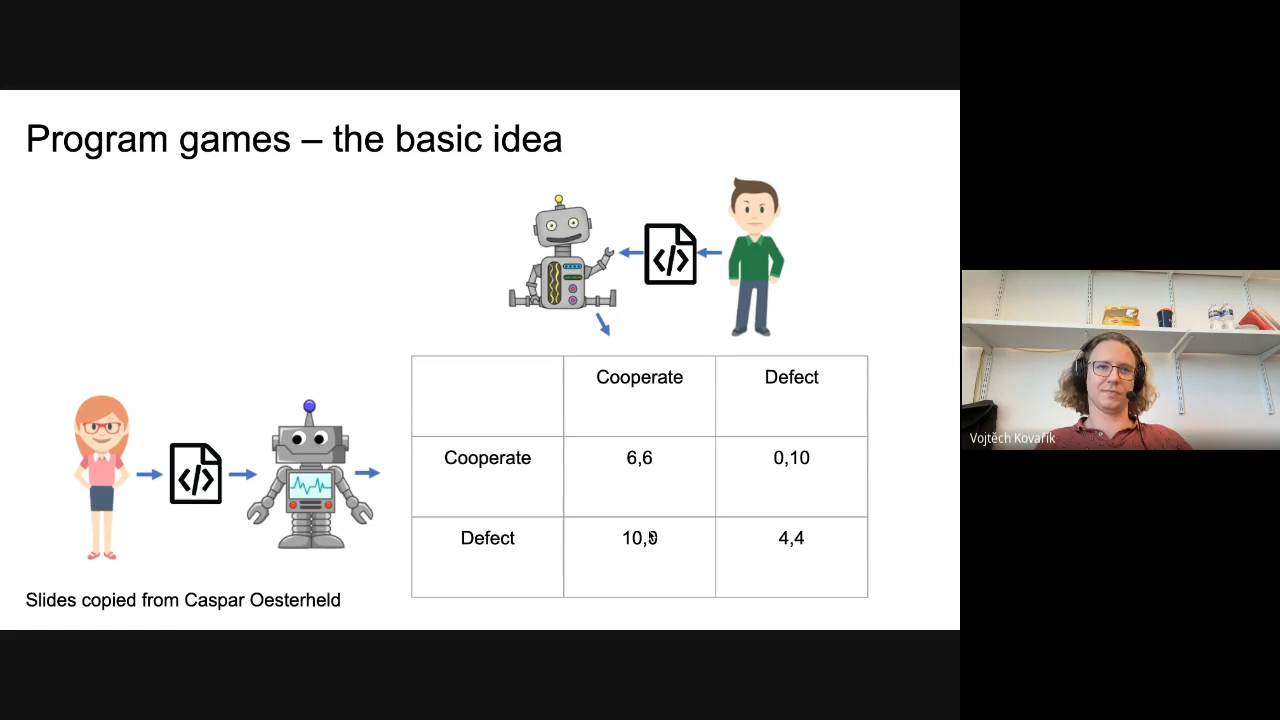 Program games – the basic idea
</>
Cooperate Defect
Cooperate 6,6 0,10
</>
Defect 10,0 4,4
Slides copied from Caspar Oesterheld
Vojtěch Kovařík